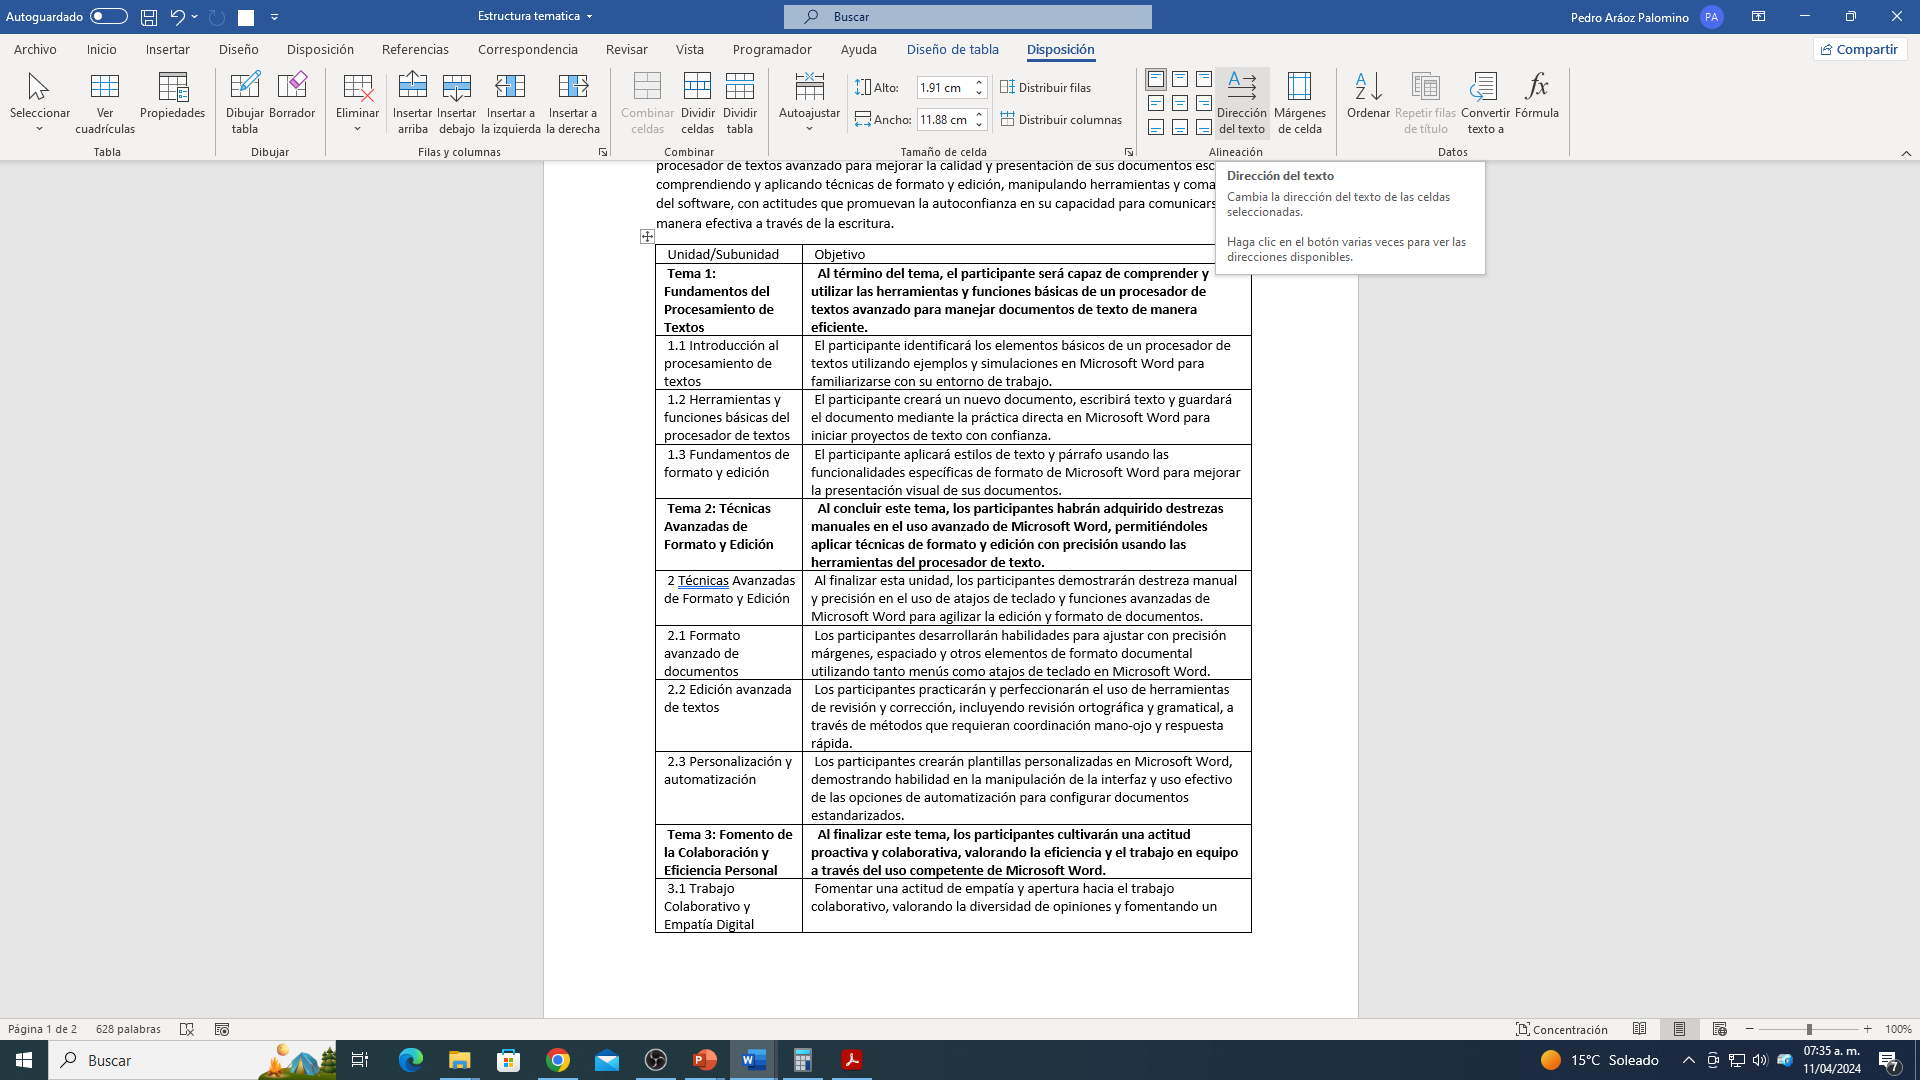 Autoguardado
Estructura tematica
Buscar
Pedro Aráoz Palomino PA
Archivo Inicio Insertar Diseño Disposición Referencias Correspondencia Revisar Vista Programador Ayuda Diseño de tabla Disposición Compartir
Seleccionar
Ver cuadrículas
Propiedades
Tabla
Dibujar tabla
Borrador
Dibujar
Eliminar
Insertar arriba
Insertar debajo
Insertar a la izquierda
Insertar a la derecha
Filas y columnas
Combinar celdas
Dividir celdas
Dividir tabla
Combinar
Autoajustar
Alto: 1.91 cm
Ancho: 11.88 cm
Distribuir filas
Distribuir columnas
Tamaño de celda
Dirección del texto
Márgenes de celda
Alineación
Ordenar
Repetir filas de título
Convertir texto a
Fórmula
Datos
Dirección del texto
Cambia la dirección del texto de las celdas
seleccionadas.
Haga clic en el botón varias veces para ver las
direcciones disponibles.
procesador de textos avanzado para mejorar la calidad y presentación de sus documentos
comprendiendo y aplicando técnicas de formato y edición, manipulando herramientas y
del software, con actitudes que promuevan la autoconfianza en su capacidad para
manera efectiva a través de la escritura.
Unidad/Subunidad
Objetivo
Tema 1:
Fundamentos del
Procesamiento de
Textos
Al término del tema, el participante será capaz de comprender y
utilizar las herramientas y funciones básicas de un procesador de
textos avanzado para manejar documentos de texto de manera
eficiente.
1.1 Introducción al
procesamiento de
textos
El participante identificará los elementos básicos de un procesador de
textos utilizando ejemplos y simulaciones en Microsoft Word para
familiarizarse con su entorno de trabajo.
1.2 Herramientas y
funciones básicas del
procesador de textos
El participante creará un nuevo documento, escribirá texto y guardará
el documento mediante la práctica directa en Microsoft Word para
iniciar proyectos de texto con confianza.
1.3 Fundamentos de
formato y edición
El participante aplicará estilos de texto y párrafo usando las
funcionalidades específicas de formato de Microsoft Word para mejorar
la presentación visual de sus documentos.
Tema 2: Técnicas
Avanzadas de
Formato y Edición
Al concluir este tema, los participantes habrán adquirido destrezas
manuales en el uso avanzado de Microsoft Word, permitiéndoles
aplicar técnicas de formato y edición con precisión usando las
herramientas del procesador de texto.
2 Técnicas Avanzadas
de Formato y Edición
Al finalizar esta unidad, los participantes demostrarán destreza manual
y precisión en el uso de atajos de teclado y funciones avanzadas de
Microsoft Word para agilizar la edición y formato de documentos.
2.1 Formato
avanzado de
documentos
Los participantes desarrollarán habilidades para ajustar con precisión
márgenes, espaciado y otros elementos de formato documental
utilizando tanto menús como atajos de teclado en Microsoft Word.
2.2 Edición avanzada
de textos
Los participantes practicarán y perfeccionarán el uso de herramientas
de revisión y corrección, incluyendo revisión ortográfica y gramatical, a
través de métodos que requieran coordinación mano-ojo y respuesta
rápida.
2.3 Personalización y
automatización
Los participantes crearán plantillas personalizadas en Microsoft Word,
demostrando habilidad en la manipulación de la interfaz y uso efectivo
de las opciones de automatización para configurar documentos
estandarizados.
Tema 3: Fomento de
la Colaboración y
Eficiencia Personal
Al finalizar este tema, los participantes cultivarán una actitud
proactiva y colaborativa, valorando la eficiencia y el trabajo en equipo
a través del uso competente de Microsoft Word.
3.1 Trabajo
Colaborativo y
Empatía Digital
Fomentar una actitud de empatía y apertura hacia el trabajo
colaborativo, valorando la diversidad de opiniones y fomentando un
Página 1 de 2 628 palabras
Concentración 100%
Buscar
15°C Soleado
07:35 a. m.
11/04/2024
7